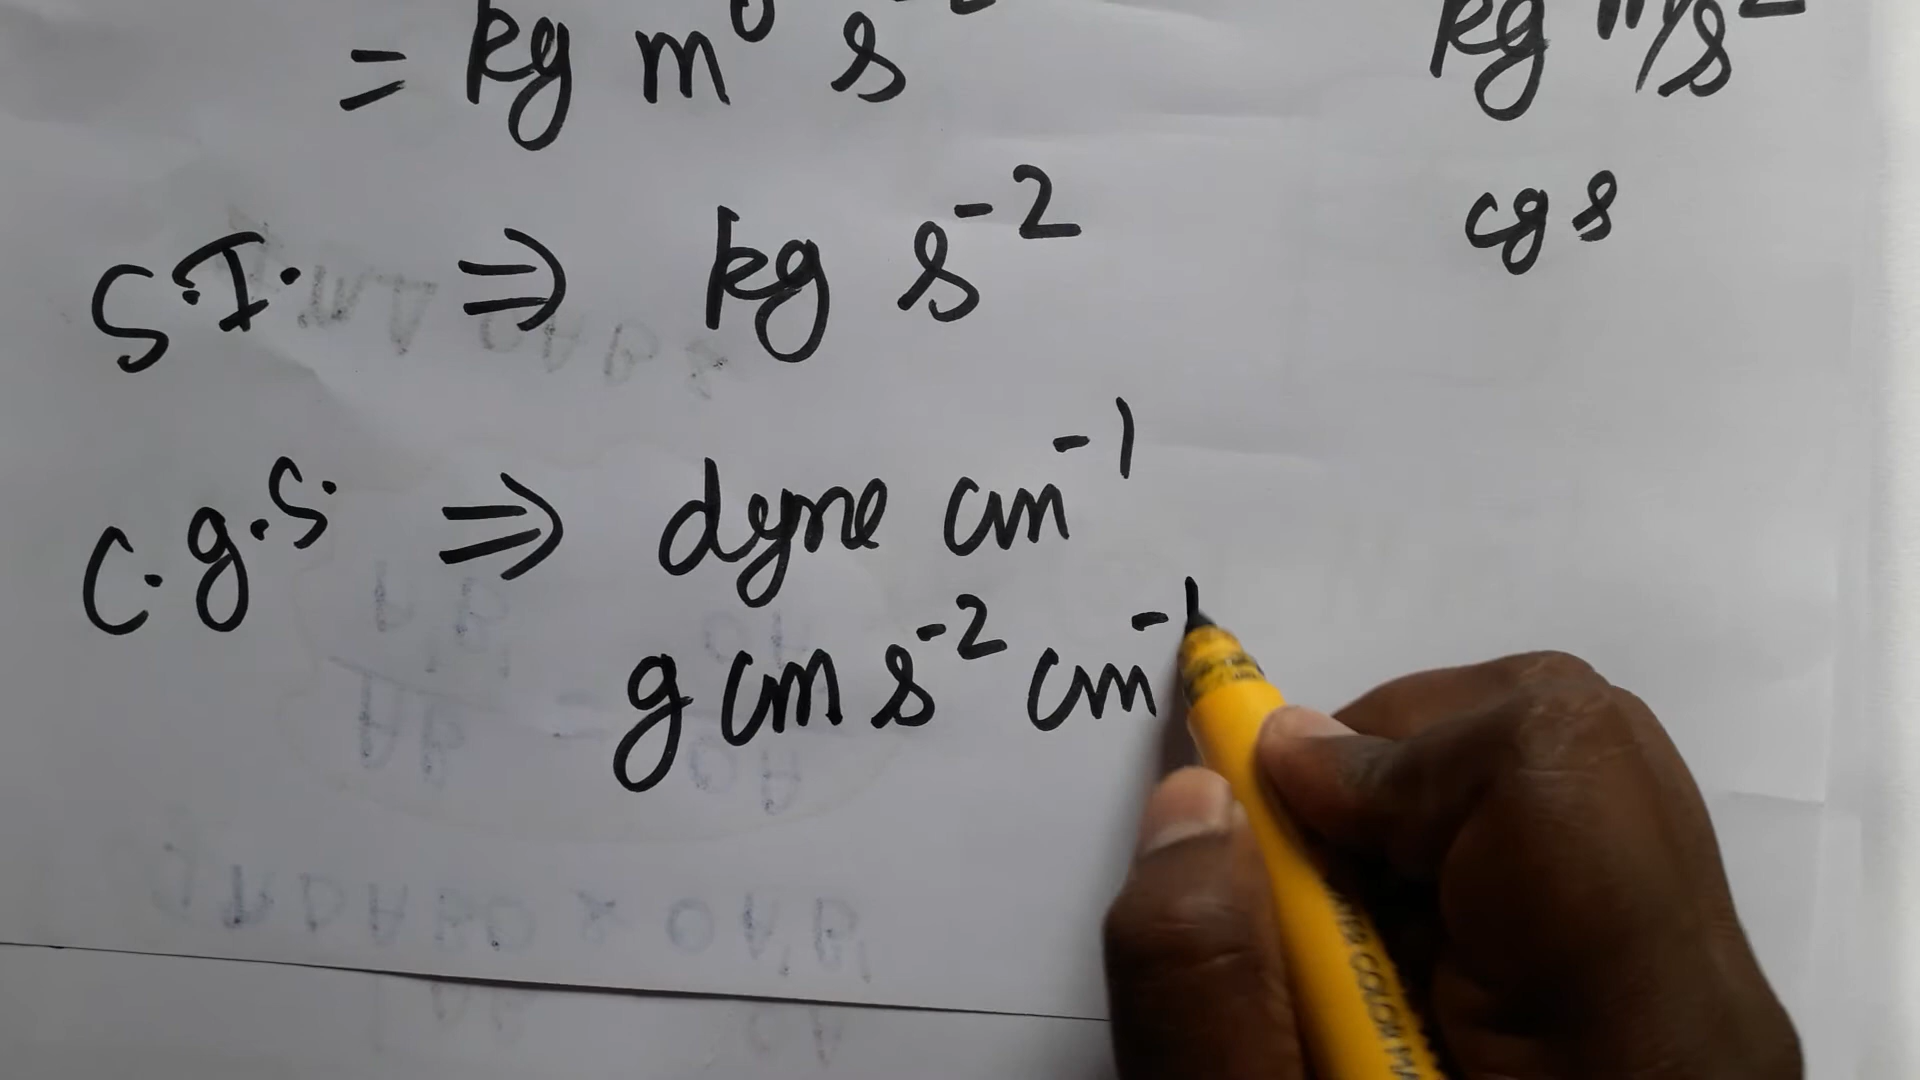 = kg m⁰ s⁻²
kg m/s²
cgs
S.I. ⇒ kg s⁻²
C.g.s. ⇒ dyne cm⁻¹
g cm s⁻² cm⁻¹